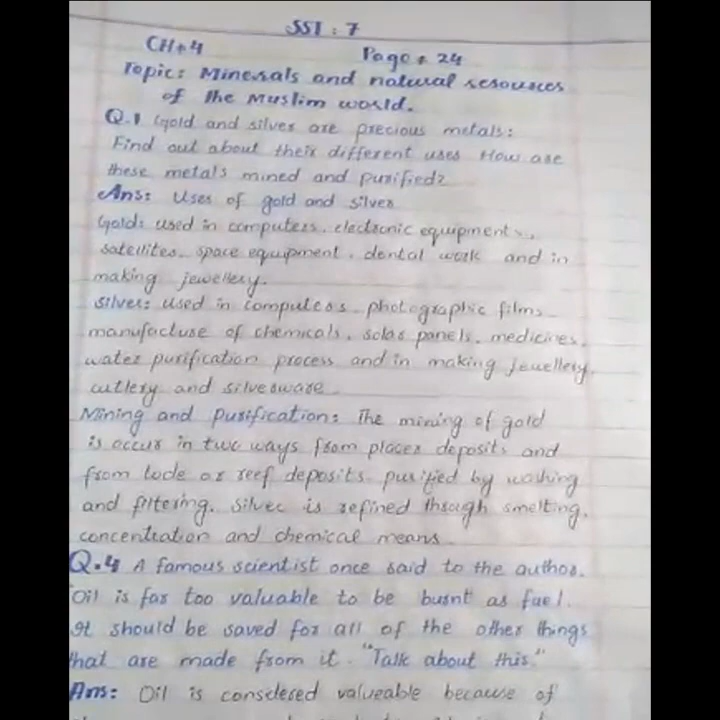 SST : 7
CH # 4 Page # 24
Topic: Minerals and natural resources
of the Muslim world.
Q.1 Gold and silver are precious metals:
Find out about their different uses How are
these metals mined and purified?
Ans: Uses of gold and silver
Gold: used in computers, electronic equipments,
satellites, space equipment, dental work and in
making jewellery.
Silver: used in computers, photographic films
manufacture of chemicals, solar panels, medicines,
water purification process and in making jewellery,
cutlery and silverware.
Mining and Purification: The mining of gold
is occur in two ways from placer deposits and
from lode or reef deposits. purified by washing
and filtering. Silver is refined through smelting,
concentration and chemical means.
Q.4 A famous scientist once said to the author.
"Oil is far too valuable to be burnt as fuel.
It should be saved for all of the other things
that are made from it. "Talk about this."
Ans: Oil is considered valueable because of